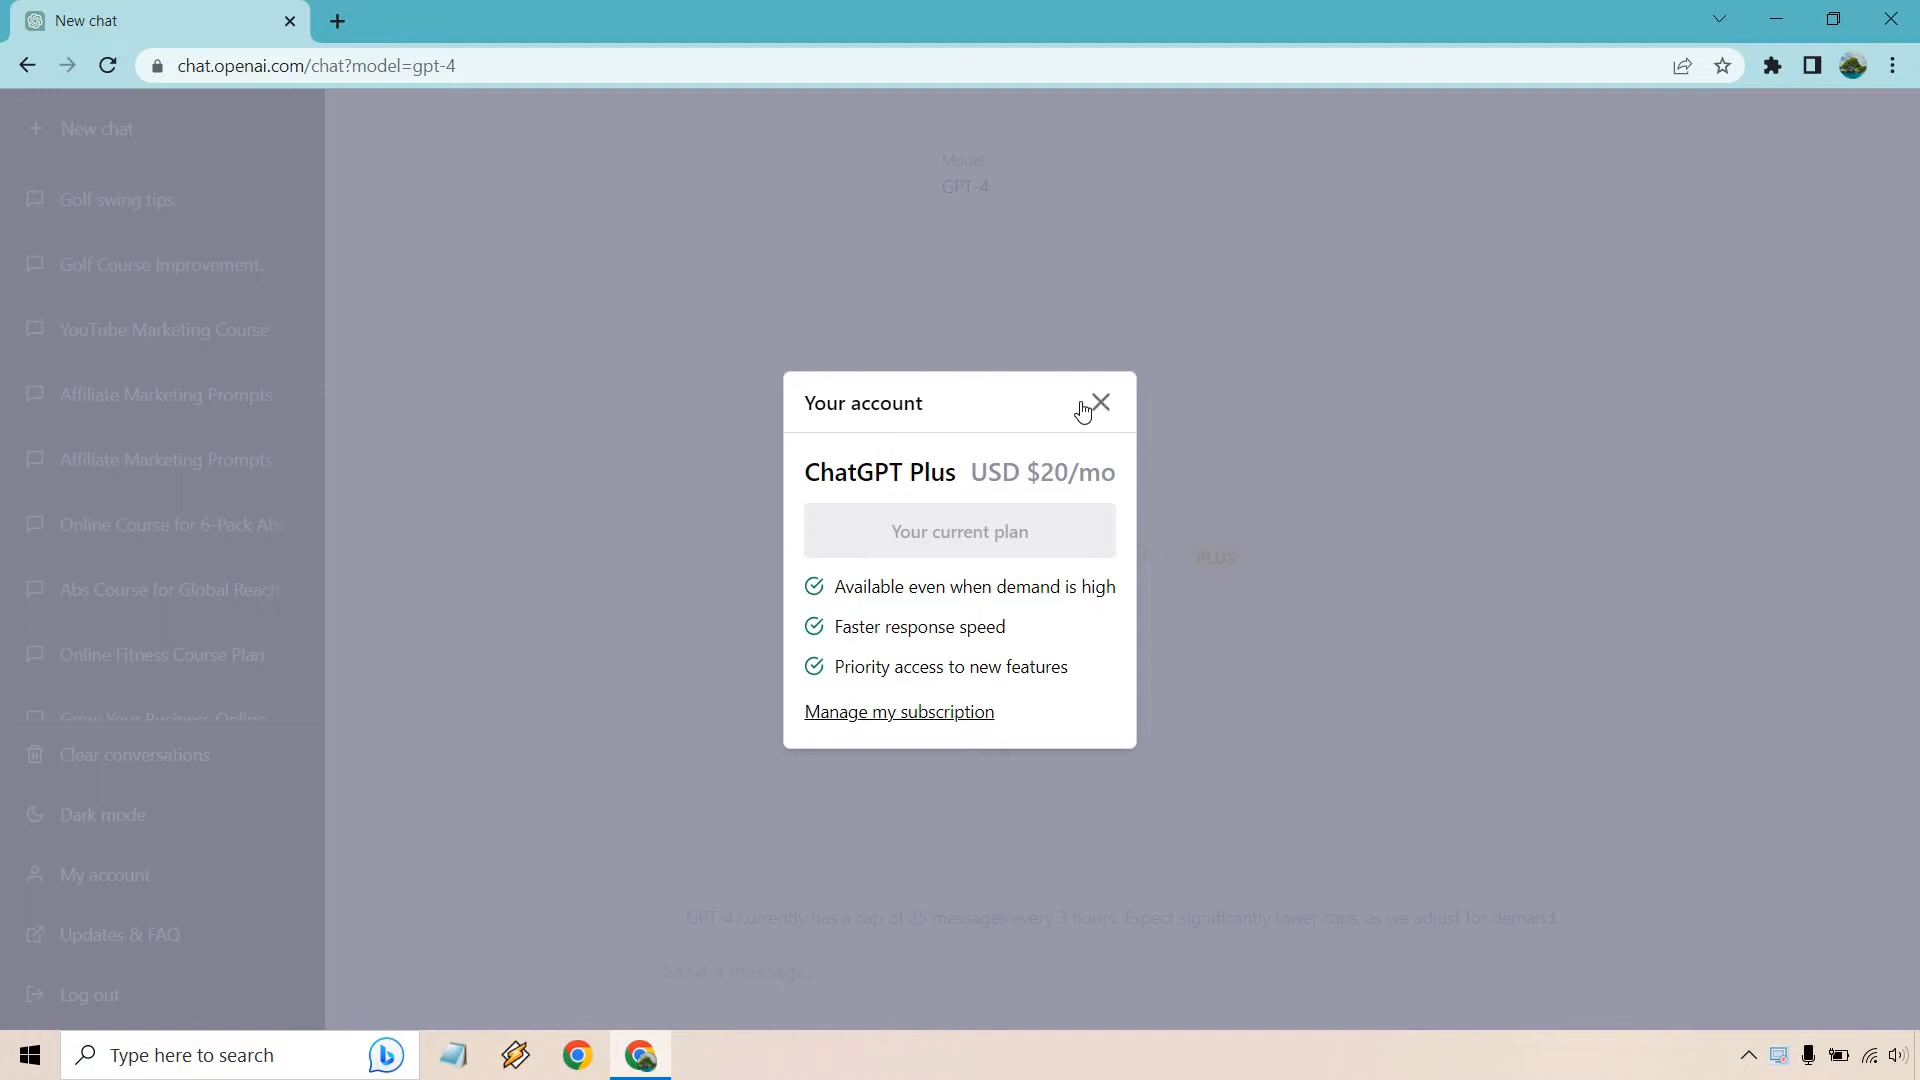 New chat
chat.openai.com/chat?model=gpt-4
New chat
Golf swing tips.
Golf Course Improvement.
YouTube Marketing Course
Affiliate Marketing Prompts
Affiliate Marketing Prompts
Online Course for 6-Pack Abs
Abs Course for Global Reach
Online Fitness Course Plan
Grow Your Business Online
Clear conversations
Dark mode
My account
Updates & FAQ
Log out
Model
GPT-4
PLUS
Your account
ChatGPT Plus USD $20/mo
Your current plan
Available even when demand is high
Faster response speed
Priority access to new features
Manage my subscription
GPT-4 currently has a cap of 25 messages every 3 hours. Expect significantly lower caps, as we adjust for demand.
Send a message...
Type here to search